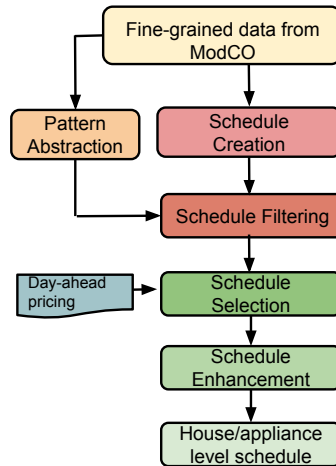 Fine-grained data from
ModCO
Pattern
Abstraction
Schedule
Creation
Schedule Filtering
Day-ahead
pricing
Schedule
Selection
Schedule
Enhancement
House/appliance
level schedule